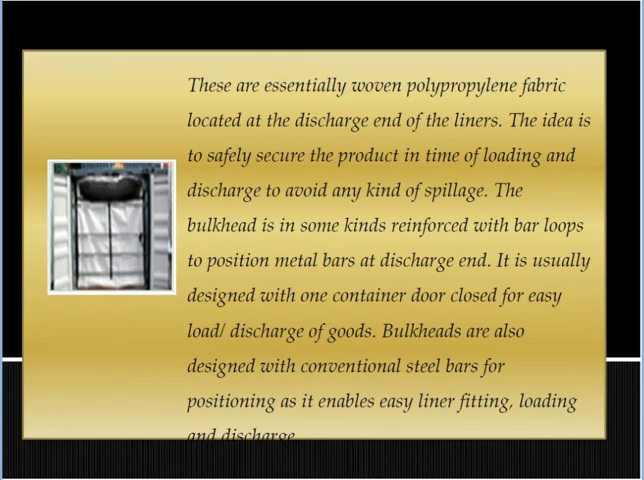 These are essentially woven polypropylene fabric
located at the discharge end of the liners. The idea is
to safely secure the product in time of loading and
discharge to avoid any kind of spillage. The
bulkhead is in some kinds reinforced with bar loops
to position metal bars at discharge end. It is usually
designed with one container door closed for easy
load/ discharge of goods. Bulkheads are also
designed with conventional steel bars for
positioning as it enables easy liner fitting, loading
and discharge